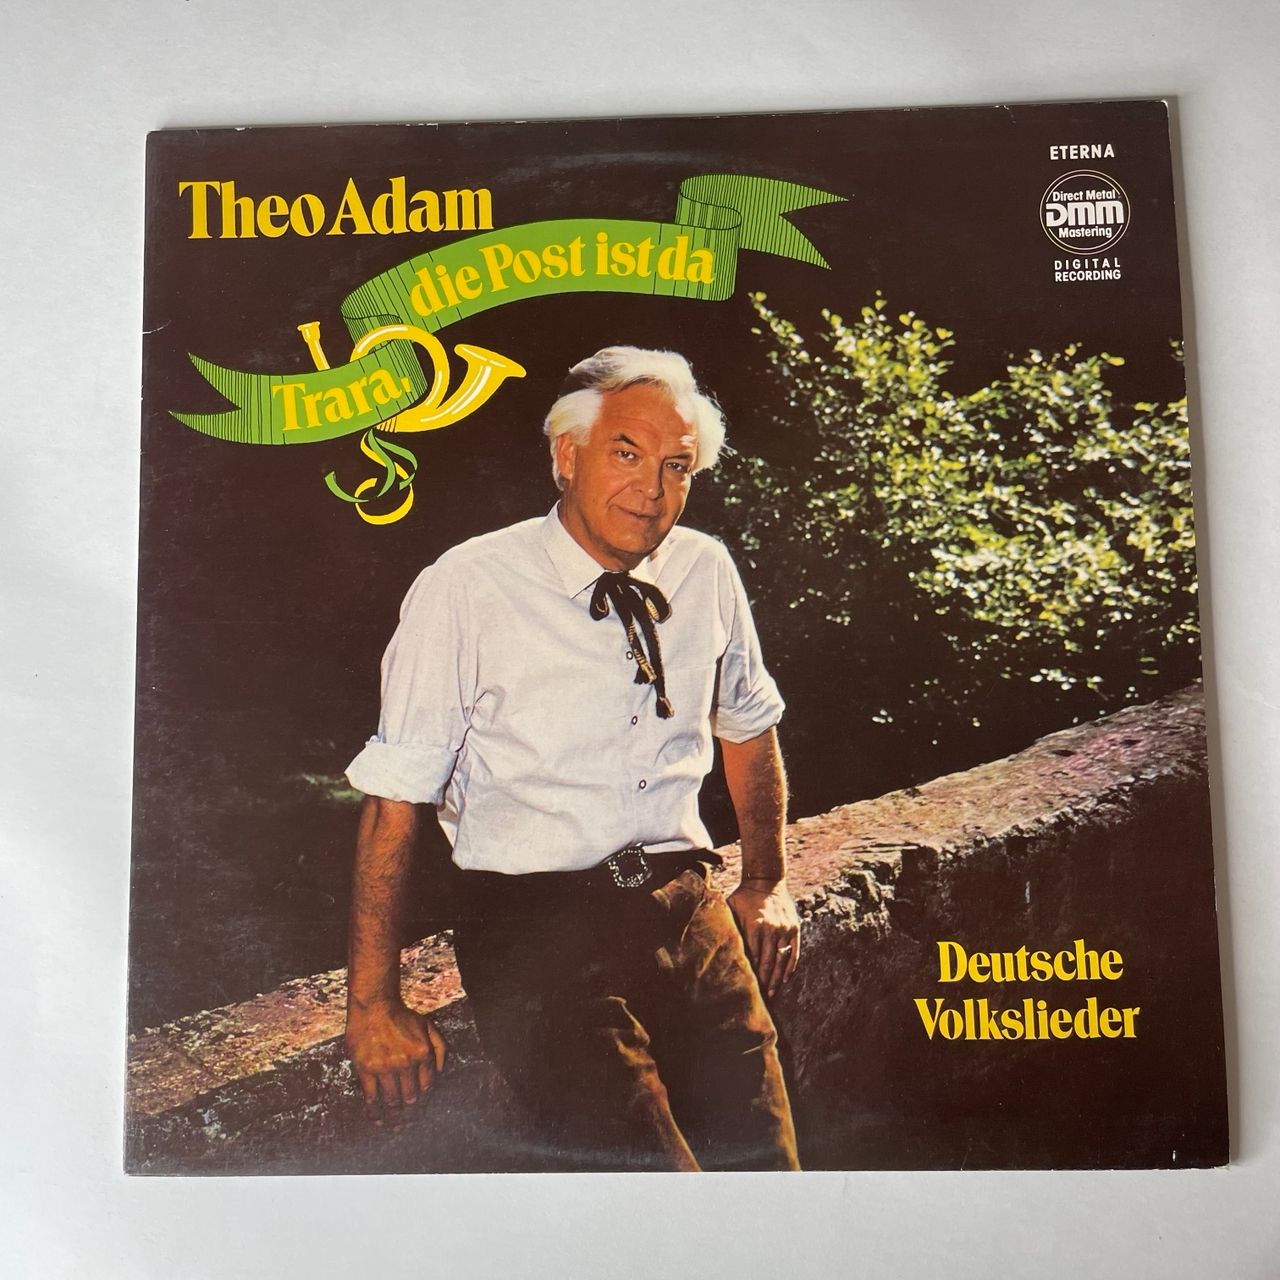 Theo Adam
Trara,
die Post ist da
ETERNA
Direct Metal
DMM
Mastering
DIGITAL
RECORDING
Deutsche
Volkslieder